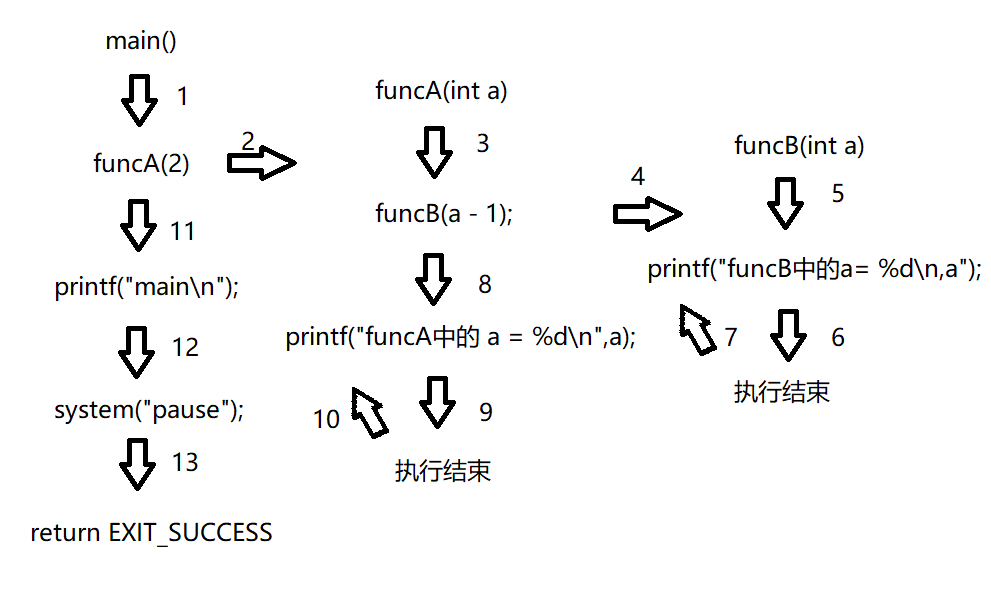 main()
1
funcA(2)
2
11
printf("main\n");
12
system("pause");
13
return EXIT_SUCCESS
funcA(int a)
3
funcB(a - 1);
4
8
printf("funcA中的 a = %d\n",a);
10
9
执行结束
funcB(int a)
5
printf("funcB中的a= %d\n,a");
7
6
执行结束